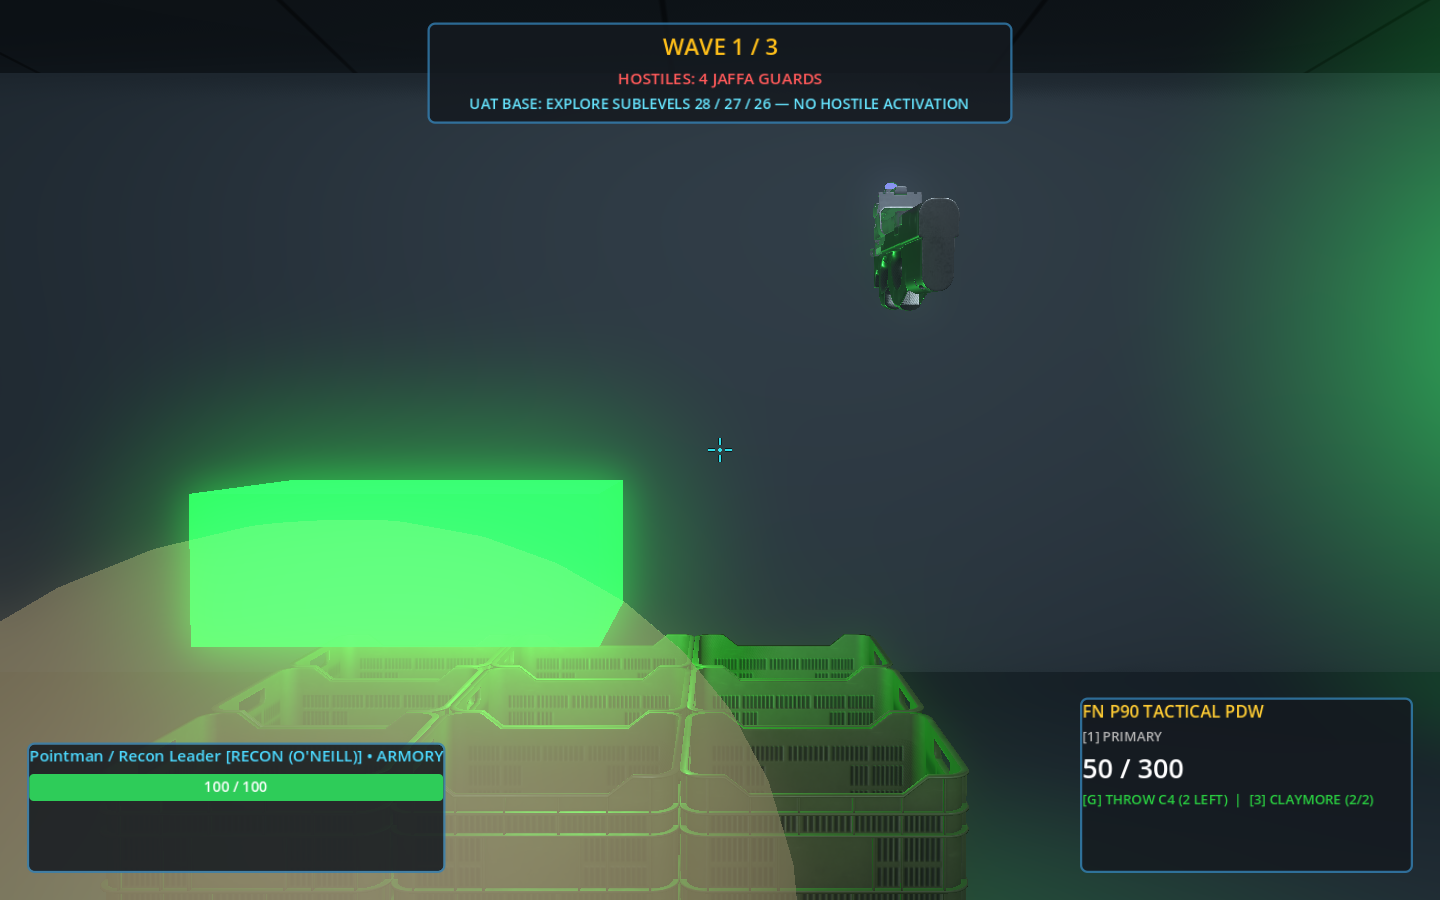 WAVE 1 / 3
HOSTILES: 4 JAFFA GUARDS
UAT BASE: EXPLORE SUBLEVELS 28 / 27 / 26 — NO HOSTILE ACTIVATION
Pointman / Recon Leader [RECON (O'NEILL)] • ARMORY
100 / 100
FN P90 TACTICAL PDW
[1] PRIMARY
50 / 300
[G] THROW C4 (2 LEFT) | [3] CLAYMORE (2/2)